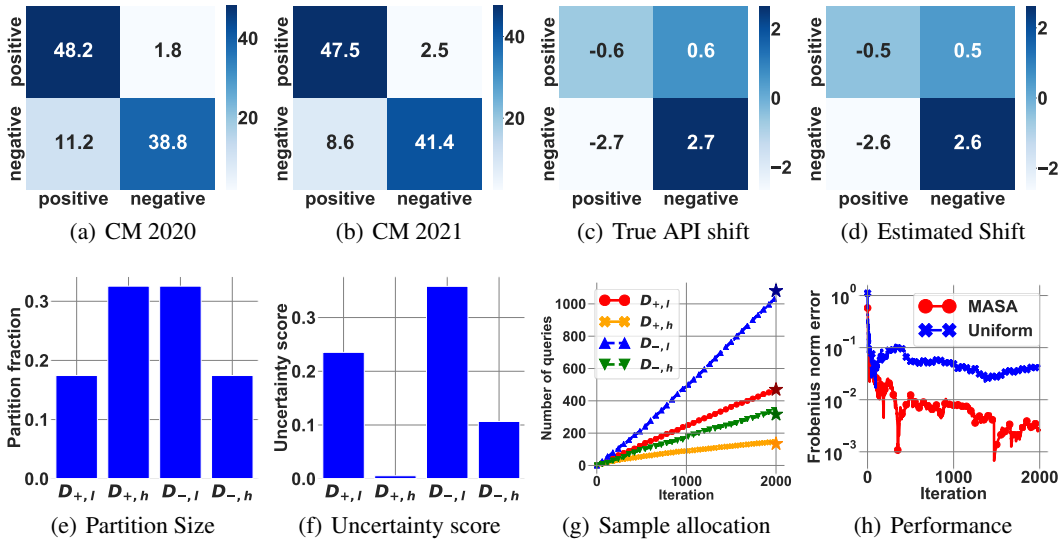 positive
48.2
1.8
40
negative
11.2
38.8
20
positive
negative
(a) CM 2020
positive
47.5
2.5
40
negative
8.6
41.4
20
positive
negative
(b) CM 2021
positive
-0.6
0.6
2
0
negative
-2.7
2.7
−2
positive
negative
(c) True API shift
positive
-0.5
0.5
2
0
negative
-2.6
2.6
−2
positive
negative
(d) Estimated Shift
Partition fraction
0.3
0.2
0.1
0.0
D+, l
D+, h
D−, l
D−, h
(e) Partition Size
Uncertainty score
0.3
0.2
0.1
0.0
D+, l
D+, h
D−, l
D−, h
(f) Uncertainty score
Number of queries
1000
800
600
400
200
0
D+, l
D+, h
D−, l
D−, h
0
1000
2000
Iteration
(g) Sample allocation
Frobenius norm error
10^0
10^−1
10^−2
10^−3
MASA
Uniform
0
1000
2000
Iteration
(h) Performance